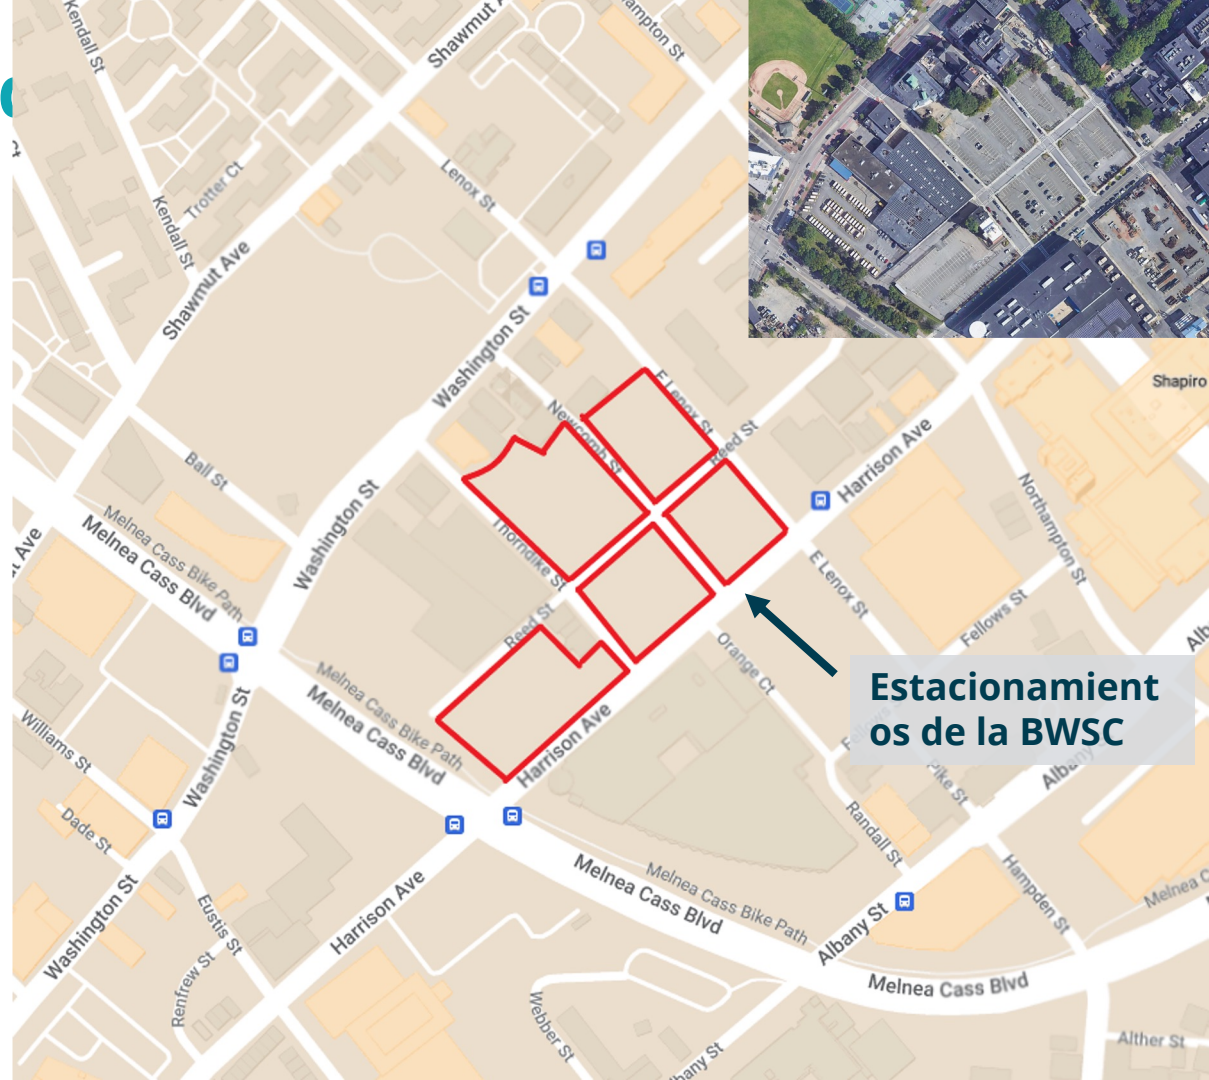 Kendall St
Shawmut A
ampton St
Ct
Trotter Ct
Lenox St
Kendall St
Shawmut Ave
Washington St
E Lenox St
Shapiro
Newcomb St
Reed St
Harrison Ave
Ball St
Washington St
Northampton St
Melnea Cass Bike Path
Melnea Cass Blvd
Thorndike St
t Ave
E Lenox St
Fellows St
Reed St
Orange Ct
Alb
Melnea Cass Bike Path
Melnea Cass Blvd
Estacionamient
os de la BWSC
Harrison Ave
Williams St
Washington St
Pike St
Albany S
Dade St
Randall St
Melnea Cass Bike Path
Melnea Cass Blvd
Hampden St
Melnea C
Washington St
Eustis St
Harrison Ave
Albany St
Renfrew St
Melnea Cass Blvd
Webber St
bany St
Alther St